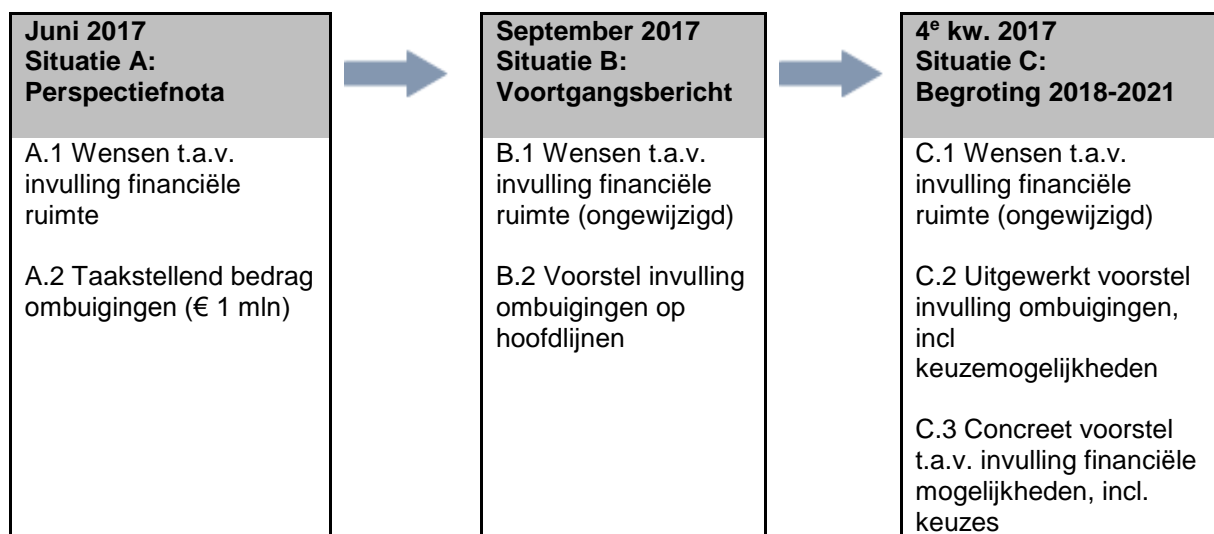 Juni 2017
Situatie A:
Perspectiefnota
A.1 Wensen t.a.v.
invulling financiële
ruimte
A.2 Taakstellend bedrag
ombuigingen (€ 1 mln)
September 2017
Situatie B:
Voortgangsbericht
B.1 Wensen t.a.v.
invulling financiële
ruimte (ongewijzigd)
B.2 Voorstel invulling
ombuigingen op
hoofdlijnen
4e kw. 2017
Situatie C:
Begroting 2018-2021
C.1 Wensen t.a.v.
invulling financiële
ruimte (ongewijzigd)
C.2 Uitgewerkt voorstel
invulling ombuigingen,
incl
keuzemogelijkheden
C.3 Concreet voorstel
t.a.v. invulling financiële
mogelijkheden, incl.
keuzes